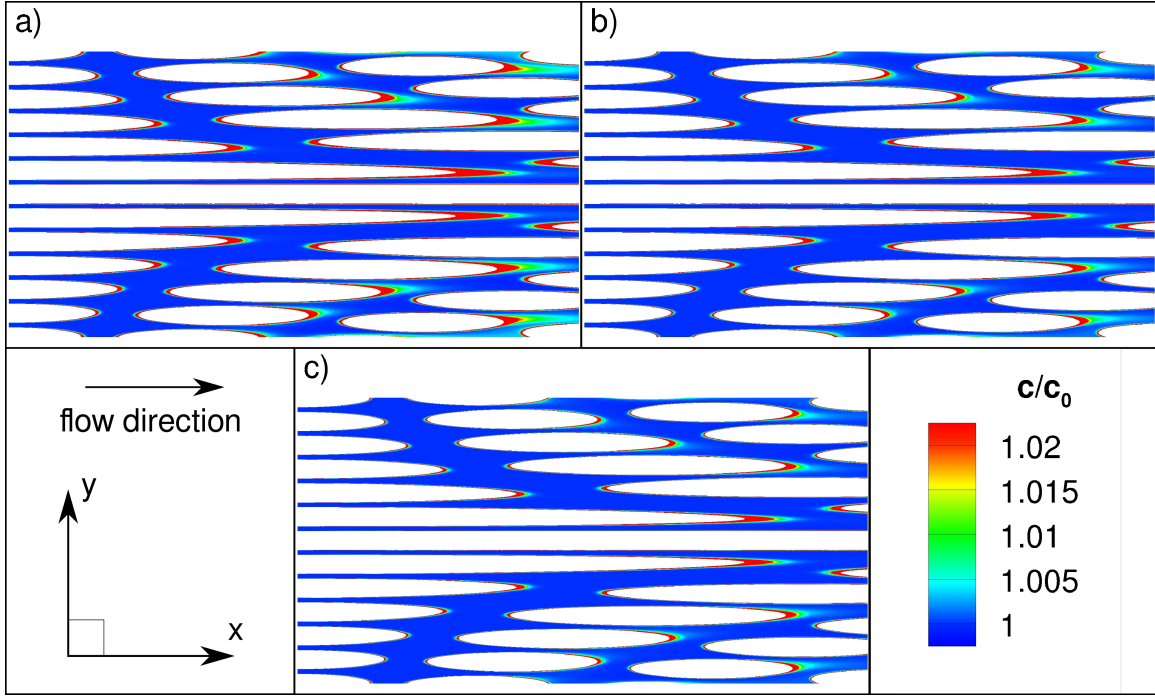 a)
b)
c)
flow direction
y
x
c/c₀
1.02
1.015
1.01
1.005
1